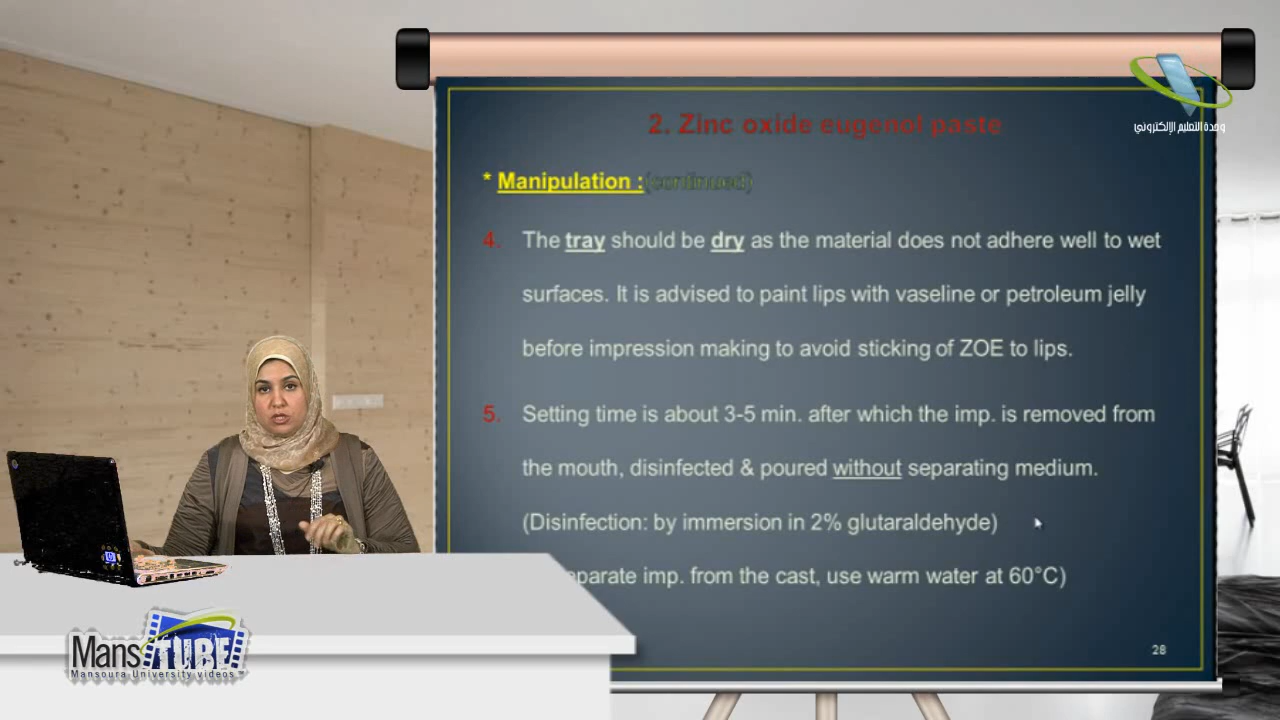 وحدة التعليم الإلكتروني
2. Zinc oxide eugenol paste
* Manipulation : (continued)
4. The tray should be dry as the material does not adhere well to wet
surfaces. It is advised to paint lips with vaseline or petroleum jelly
before impression making to avoid sticking of ZOE to lips.
5. Setting time is about 3-5 min. after which the imp. is removed from
the mouth, disinfected & poured without separating medium.
(Disinfection: by immersion in 2% glutaraldehyde)
imp. from the cast, use warm water at 60°C)
28
Mans TUBE
Mansoura University videos